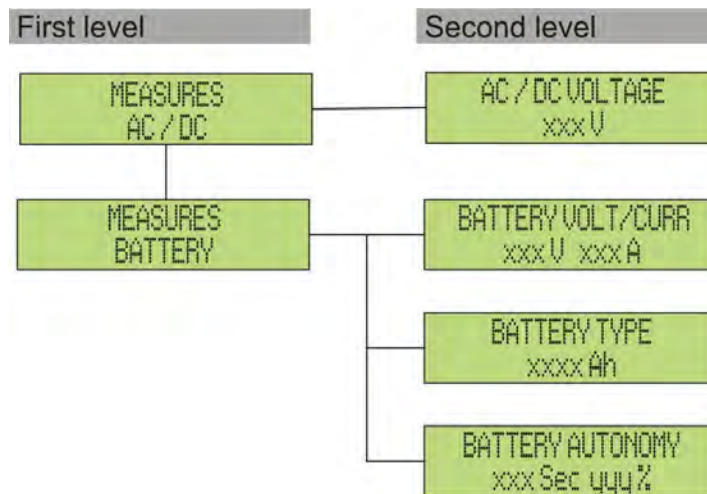 First level
Second level
MEASURES
AC / DC
AC / DC VOLTAGE
xxx V
MEASURES
BATTERY
BATTERY VOLT/CURR
xxx V xxx A
BATTERY TYPE
xxxx Ah
BATTERY AUTONOMY
xxx Sec yyy %